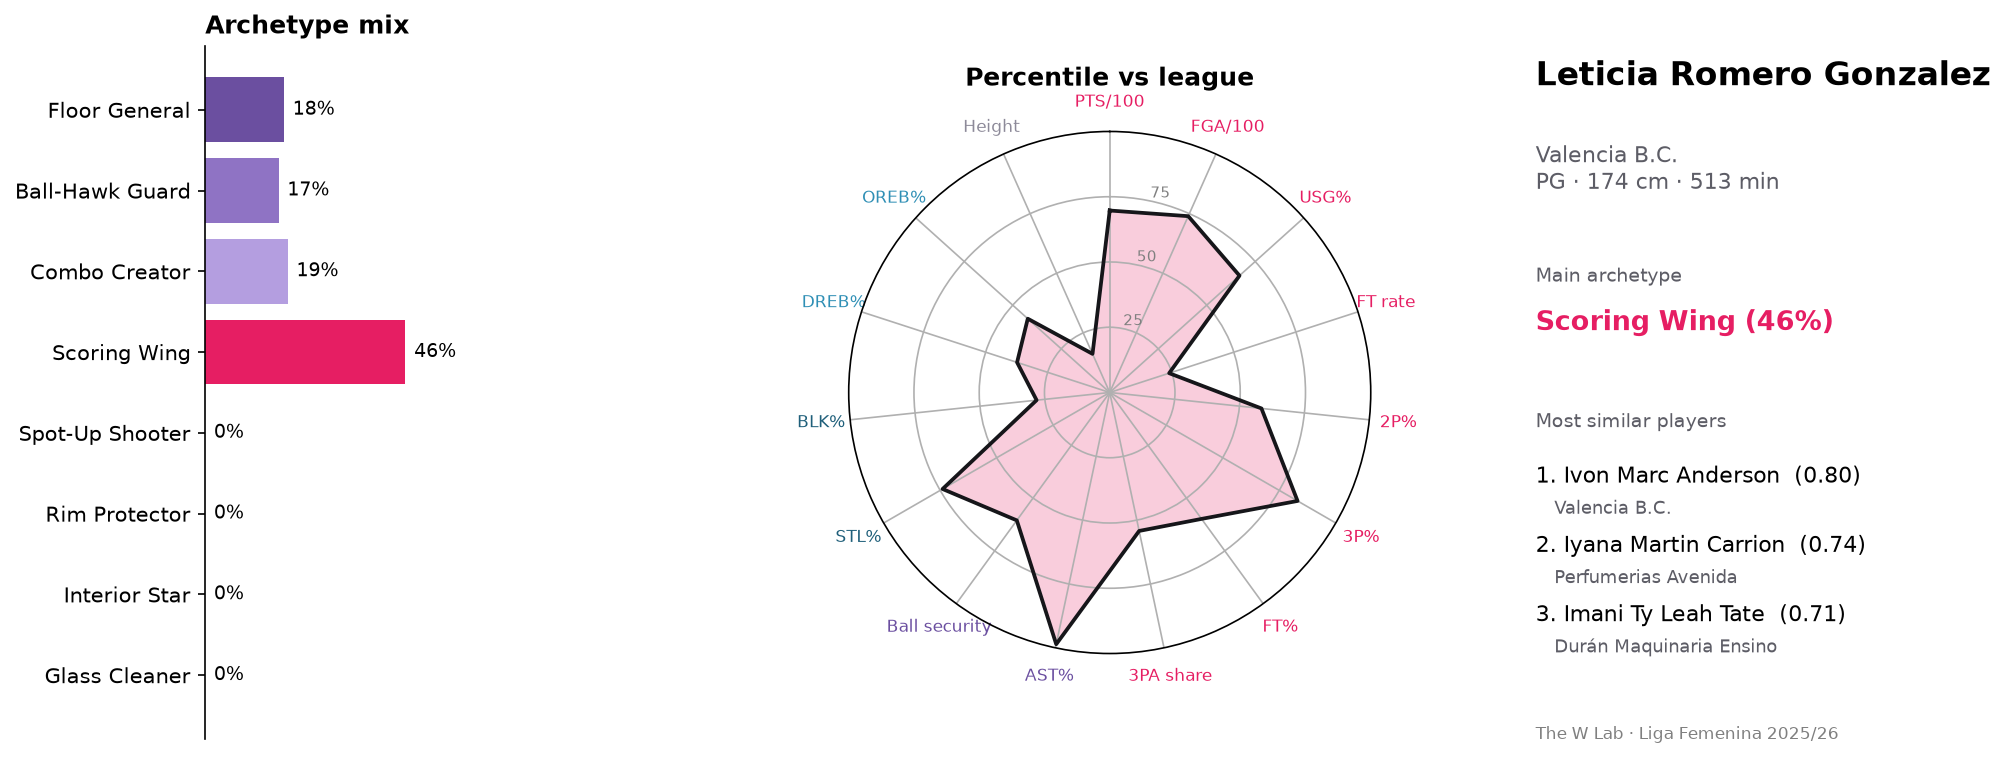 Archetype mix
Floor General
18%
Ball-Hawk Guard
17%
Combo Creator
19%
Scoring Wing
46%
Spot-Up Shooter
0%
Rim Protector
0%
Interior Star
0%
Glass Cleaner
0%
Percentile vs league
PTS/100
FGA/100
USG%
FT rate
2P%
3P%
FT%
3PA share
AST%
Ball security
STL%
BLK%
DREB%
OREB%
Height
75
50
25
Leticia Romero Gonzalez
Valencia B.C.
PG · 174 cm · 513 min
Main archetype
Scoring Wing (46%)
Most similar players
1. Ivon Marc Anderson (0.80)
Valencia B.C.
2. Iyana Martin Carrion (0.74)
Perfumerias Avenida
3. Imani Ty Leah Tate (0.71)
Durán Maquinaria Ensino
The W Lab · Liga Femenina 2025/26